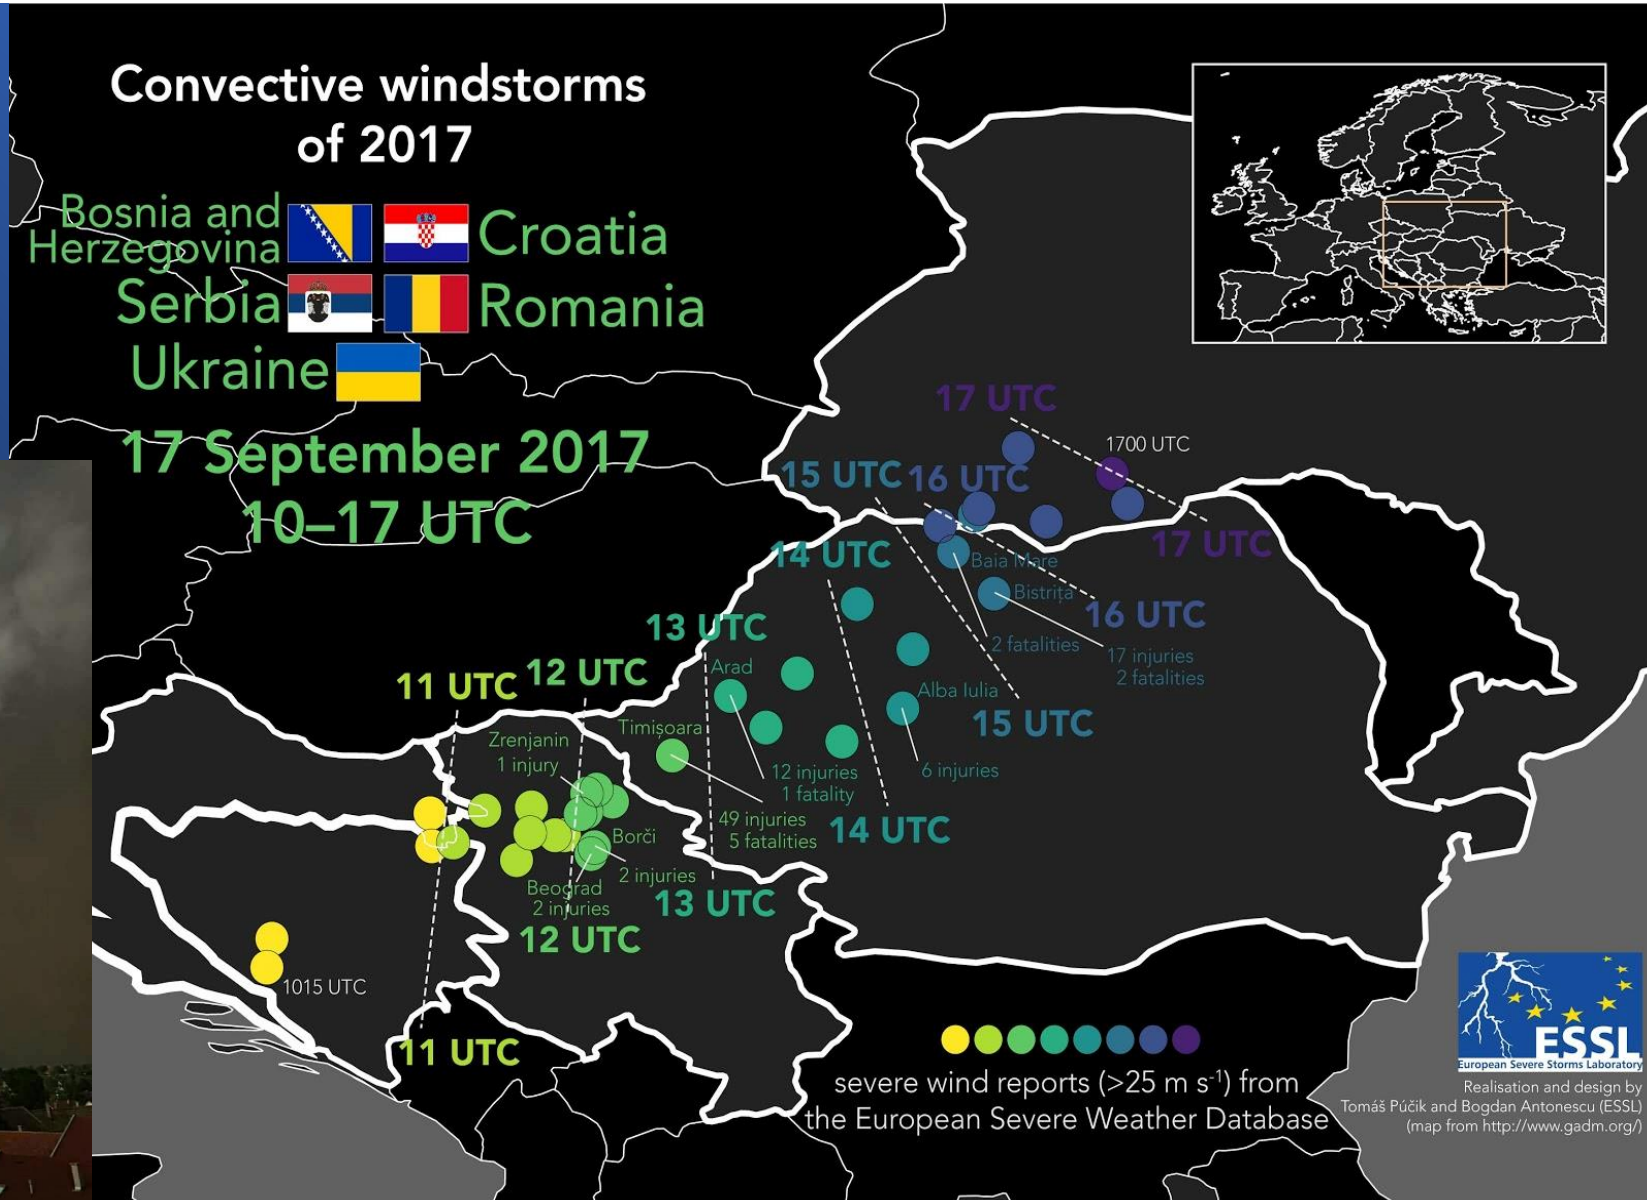 Convective windstorms
of 2017
Bosnia and
Herzegovina
Croatia
Serbia
Romania
Ukraine
17 September 2017
10–17 UTC
17 UTC
1700 UTC
15 UTC
16 UTC
17 UTC
14 UTC
Baia Mare
Bistrița
16 UTC
13 UTC
2 fatalities
17 injuries
2 fatalities
Arad
11 UTC
12 UTC
Alba Iulia
15 UTC
Timișoara
Zrenjanin
1 injury
12 injuries
1 fatality
6 injuries
49 injuries
5 fatalities
14 UTC
Borči
2 injuries
Beograd
2 injuries
13 UTC
12 UTC
1015 UTC
11 UTC
severe wind reports (>25 m s⁻¹) from
the European Severe Weather Database
ESSL
European Severe Storms Laboratory
Realisation and design by
Tomáš Púčik and Bogdan Antonescu (ESSL)
(map from http://www.gadm.org/)